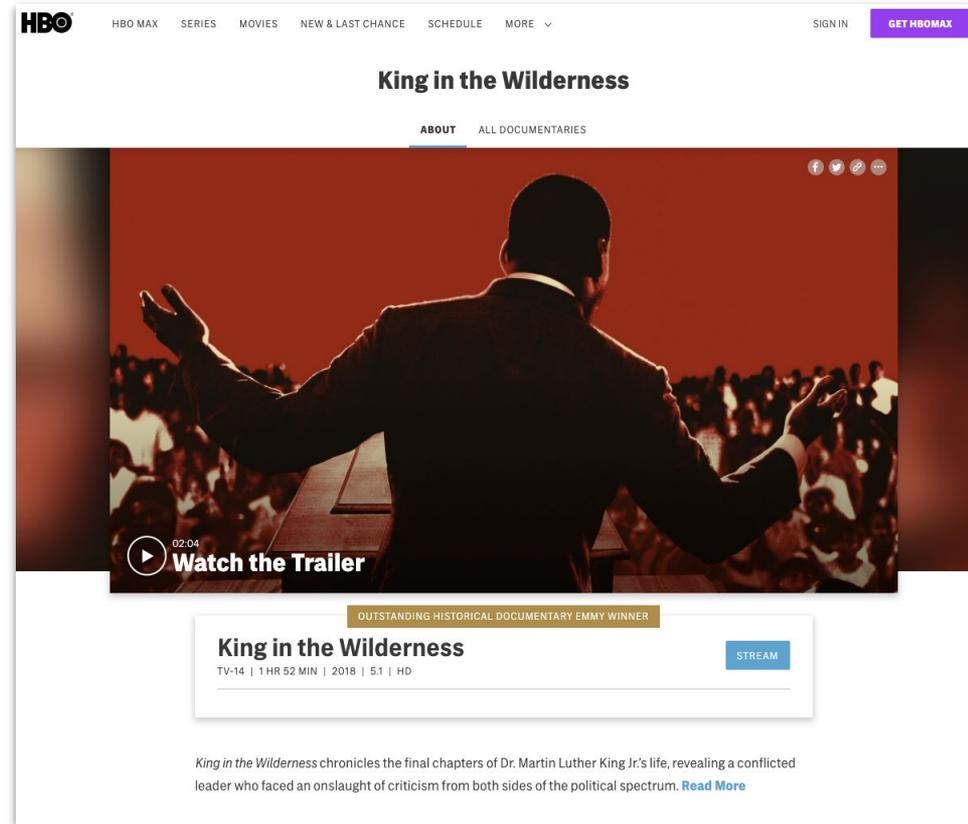 HBO
HBO MAX SERIES MOVIES NEW & LAST CHANCE SCHEDULE MORE SIGN IN GET HBOMAX
King in the Wilderness
ABOUT ALL DOCUMENTARIES
02:04
Watch the Trailer
OUTSTANDING HISTORICAL DOCUMENTARY EMMY WINNER
King in the Wilderness
STREAM
TV-14 | 1 HR 52 MIN | 2018 | 5.1 | HD
King in the Wilderness chronicles the final chapters of Dr. Martin Luther King Jr.'s life, revealing a conflicted
leader who faced an onslaught of criticism from both sides of the political spectrum. Read More